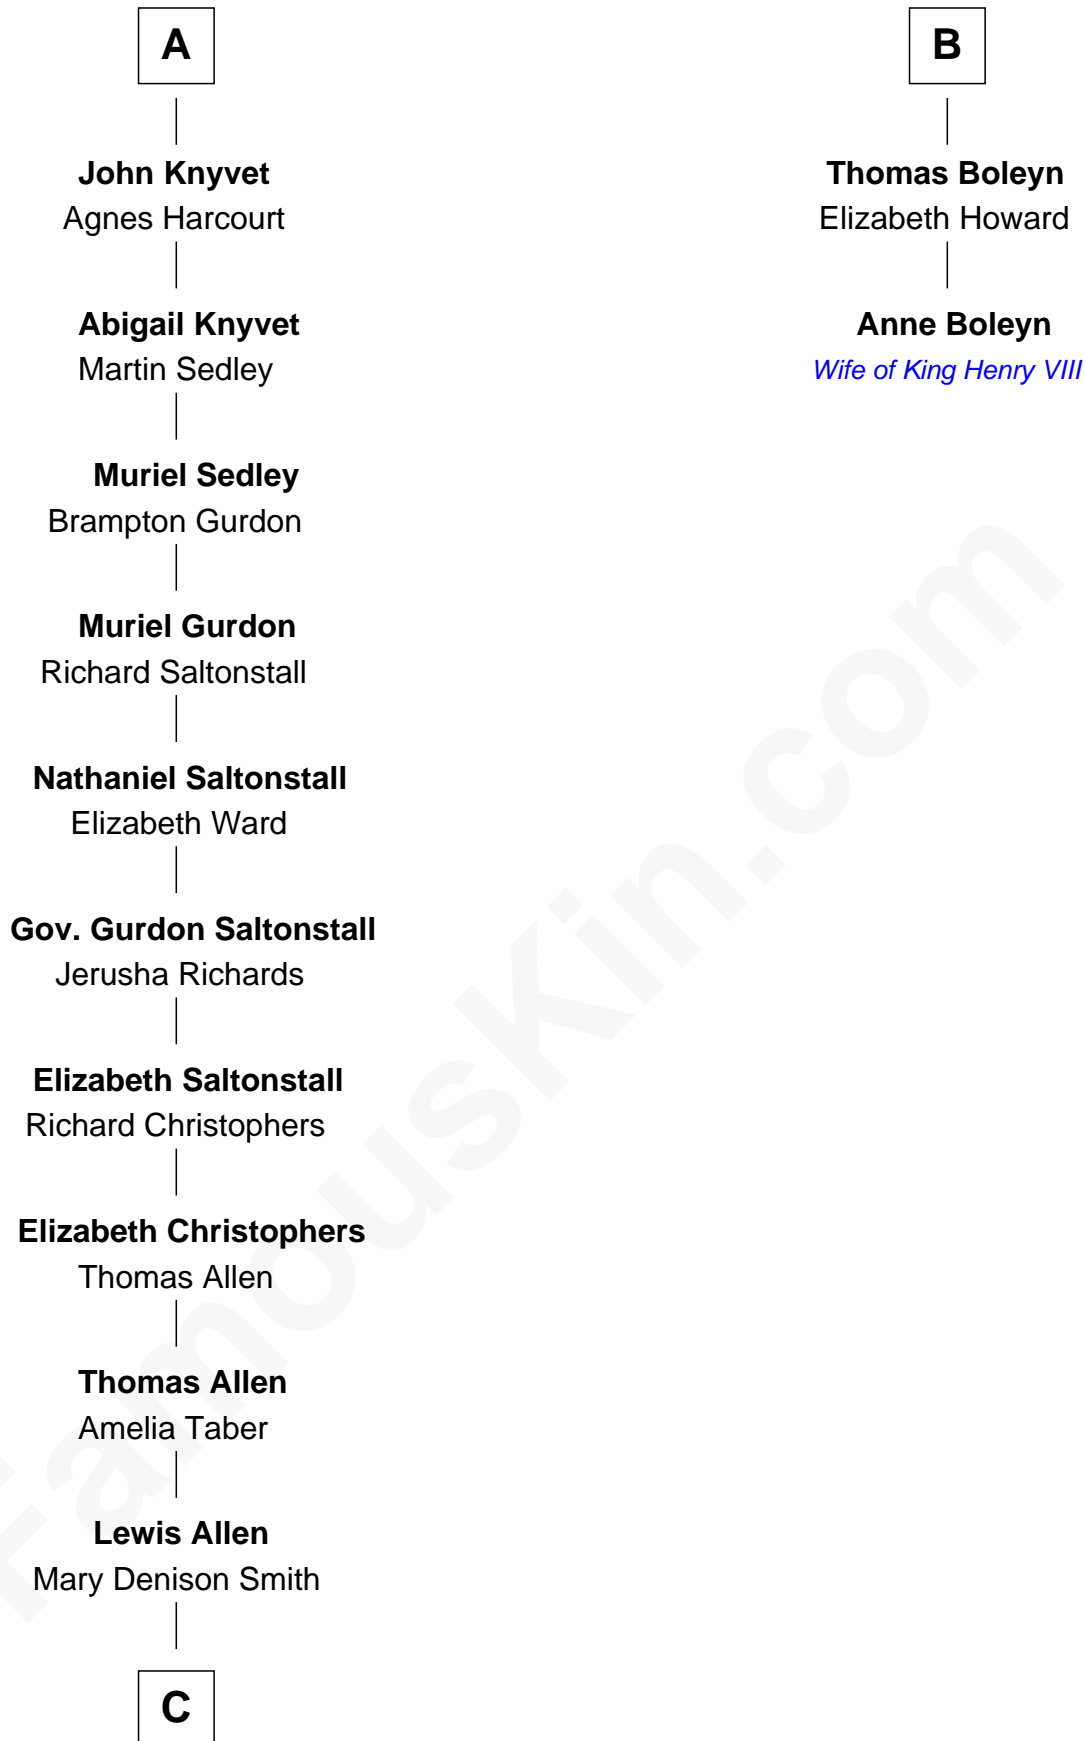 A
John Knyvet
Agnes Harcourt
Abigail Knyvet
Martin Sedley
Muriel Sedley
Brampton Gurdon
Muriel Gurdon
Richard Saltonstall
Nathaniel Saltonstall
Elizabeth Ward
Gov. Gurdon Saltonstall
Jerusha Richards
Elizabeth Saltonstall
Richard Christophers
Elizabeth Christophers
Thomas Allen
Thomas Allen
Amelia Taber
Lewis Allen
Mary Denison Smith
C
B
Thomas Boleyn
Elizabeth Howard
Anne Boleyn
Wife of King Henry VIII
FamousKin.com